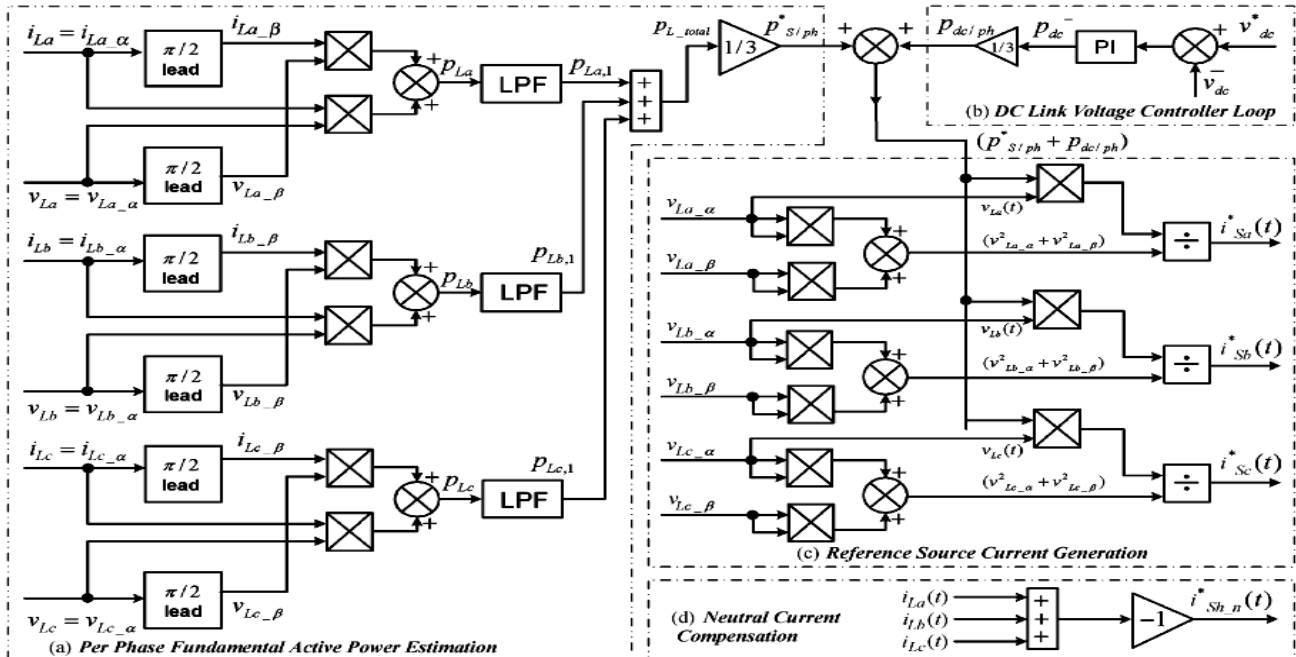 i_La = i_La_α
π/2
lead
i_La_β
+
+
p_La
LPF
p_La,1
π/2
lead
v_La = v_La_α
v_La_β
i_Lb = i_Lb_α
π/2
lead
i_Lb_β
+
+
p_Lb
LPF
p_Lb,1
π/2
lead
v_Lb = v_Lb_α
v_Lb_β
i_Lc = i_Lc_α
π/2
lead
i_Lc_β
+
+
p_Lc
LPF
p_Lc,1
π/2
lead
v_Lc = v_Lc_α
v_Lc_β
(a) Per Phase Fundamental Active Power Estimation
+
+
+
p_L_total
1/3
p*_S/ph
+
+
p_dc/ph
1/3
p_dc^-
PI
+
v*_dc
-
v_dc^-
(b) DC Link Voltage Controller Loop
(p*_S/ph + p_dc/ph)
v_La_α
v_La_β
+
+
v_La(t)
(v²_La_α + v²_La_β)
÷
i*_Sa(t)
v_Lb_α
v_Lb_β
+
+
v_Lb(t)
(v²_Lb_α + v²_Lb_β)
÷
i*_Sb(t)
v_Lc_α
v_Lc_β
+
+
v_Lc(t)
(v²_Lc_α + v²_Lc_β)
÷
i*_Sc(t)
(c) Reference Source Current Generation
(d) Neutral Current
Compensation
i_La(t)
i_Lb(t)
i_Lc(t)
+
+
+
−1
i*_Sh_n(t)